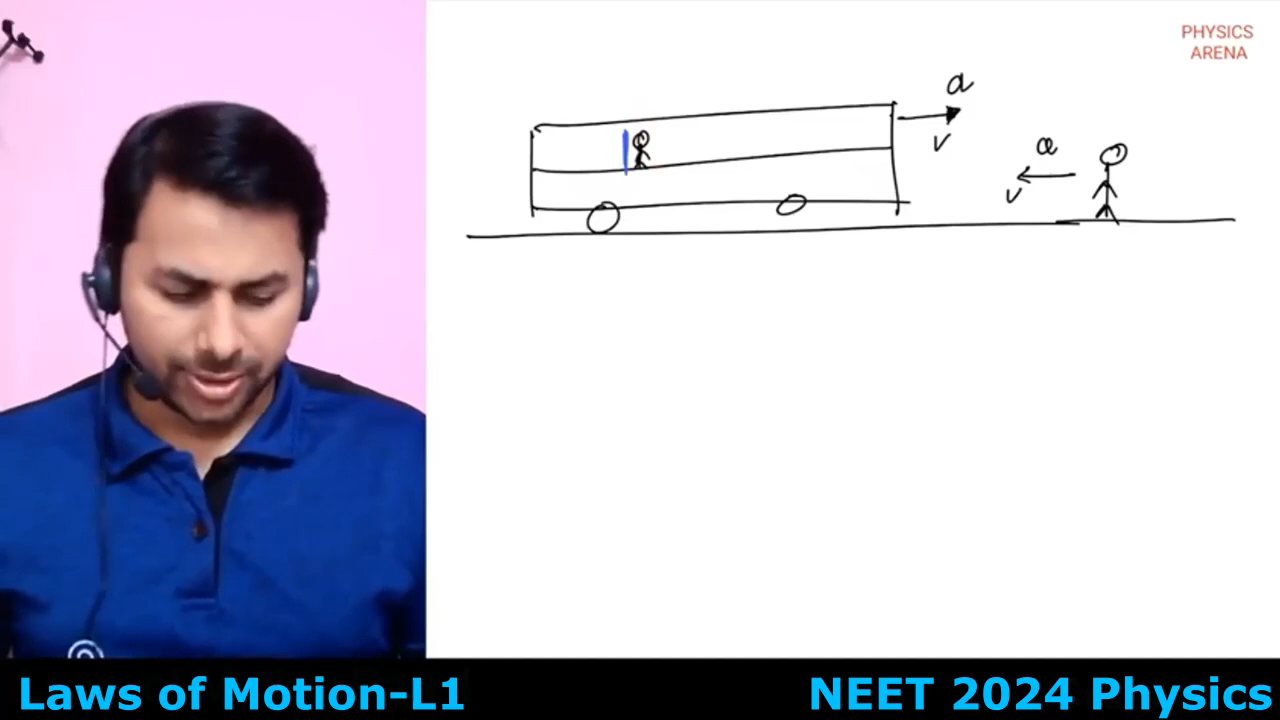 PHYSICS
ARENA
a
v
a
v
Laws of Motion-L1
NEET 2024 Physics